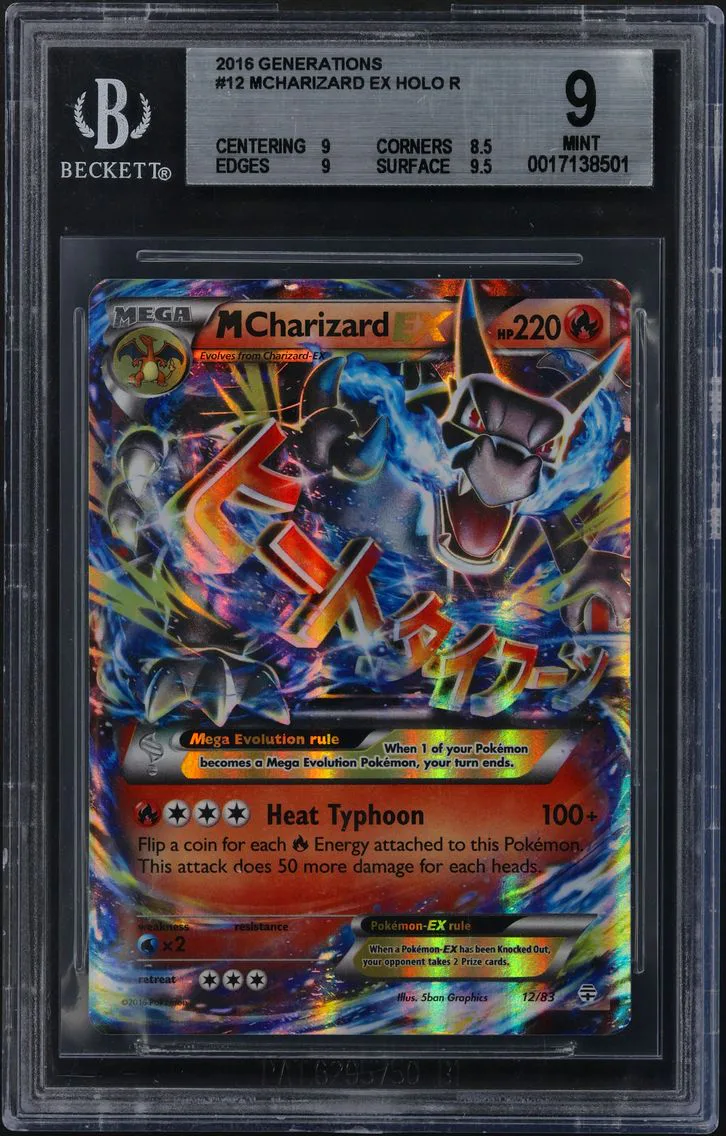 2016 GENERATIONS
#12 MCHARIZARD EX HOLO R
CENTERING 9 CORNERS 8.5
EDGES 9 SURFACE 9.5
9
MINT
0017138501
B
BECKETT®
MEGA
M Charizard EX
HP220
Evolves from Charizard-EX
ヒートタイフーン
Mega Evolution rule
When 1 of your Pokémon
becomes a Mega Evolution Pokémon, your turn ends.
Heat Typhoon 100+
Flip a coin for each Energy attached to this Pokémon.
This attack does 50 more damage for each heads.
weakness resistance
×2
retreat
Pokémon-EX rule
When a Pokémon-EX has been Knocked Out,
your opponent takes 2 Prize cards.
©2016 Pokémon
Illus. 5ban Graphics 12/83